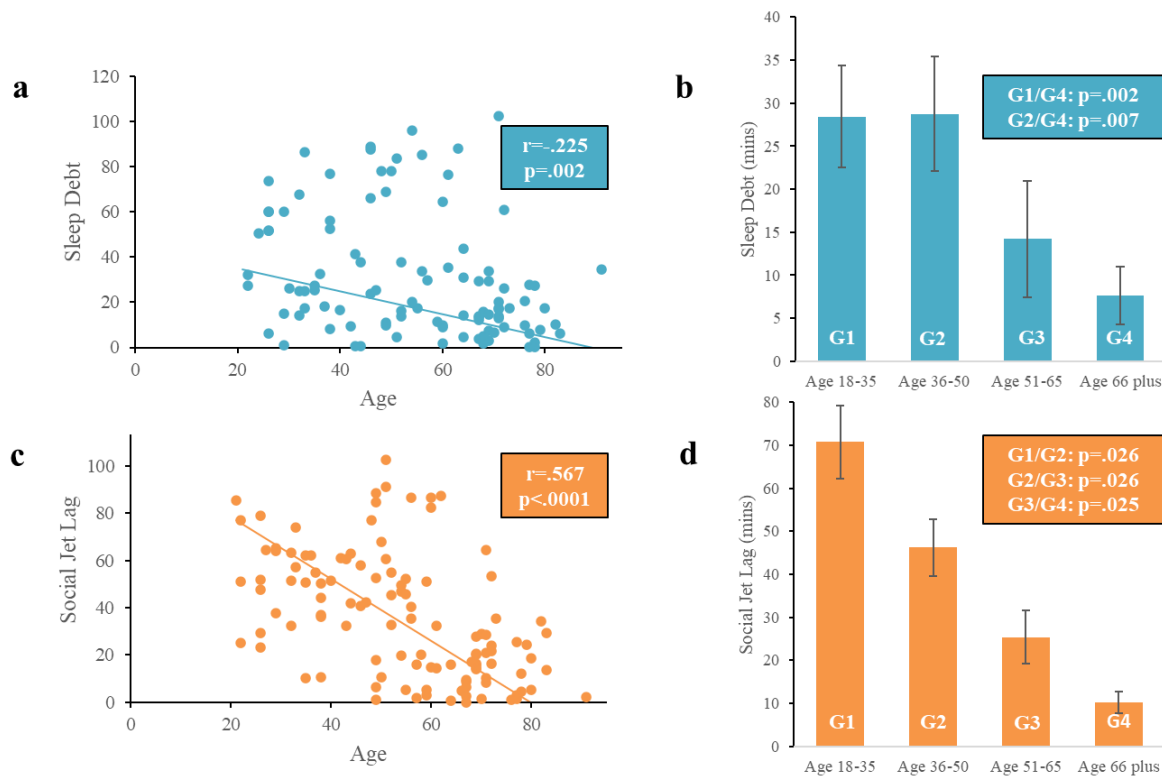 a
120
100
80
60
40
20
0
Sleep Debt
0 20 40 60 80
Age
r=-.225
p=.002
b
40
35
30
25
20
15
10
5
0
Sleep Debt (mins)
G1/G4: p=.002
G2/G4: p=.007
G1 G2 G3 G4
Age 18-35 Age 36-50 Age 51-65 Age 66 plus
c
100
80
60
40
20
0
Social Jet Lag
0 20 40 60 80
Age
r=.567
p<.0001
d
80
70
60
50
40
30
20
10
0
Social Jet Lag (mins)
G1/G2: p=.026
G2/G3: p=.026
G3/G4: p=.025
G1 G2 G3 G4
Age 18-35 Age 36-50 Age 51-65 Age 66 plus